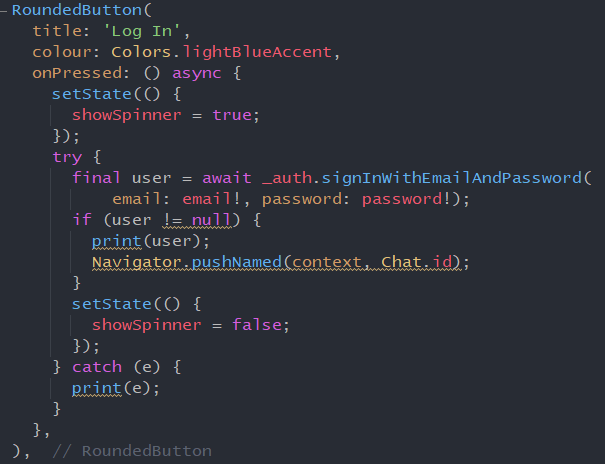 RoundedButton(
  title: 'Log In',
  colour: Colors.lightBlueAccent,
  onPressed: () async {
    setState(() {
      showSpinner = true;
    });
    try {
      final user = await _auth.signInWithEmailAndPassword(
          email: email!, password: password!);
      if (user != null) {
        print(user);
        Navigator.pushNamed(context, Chat.id);
      }
      setState(() {
        showSpinner = false;
      });
    } catch (e) {
      print(e);
    }
  },
),  // RoundedButton